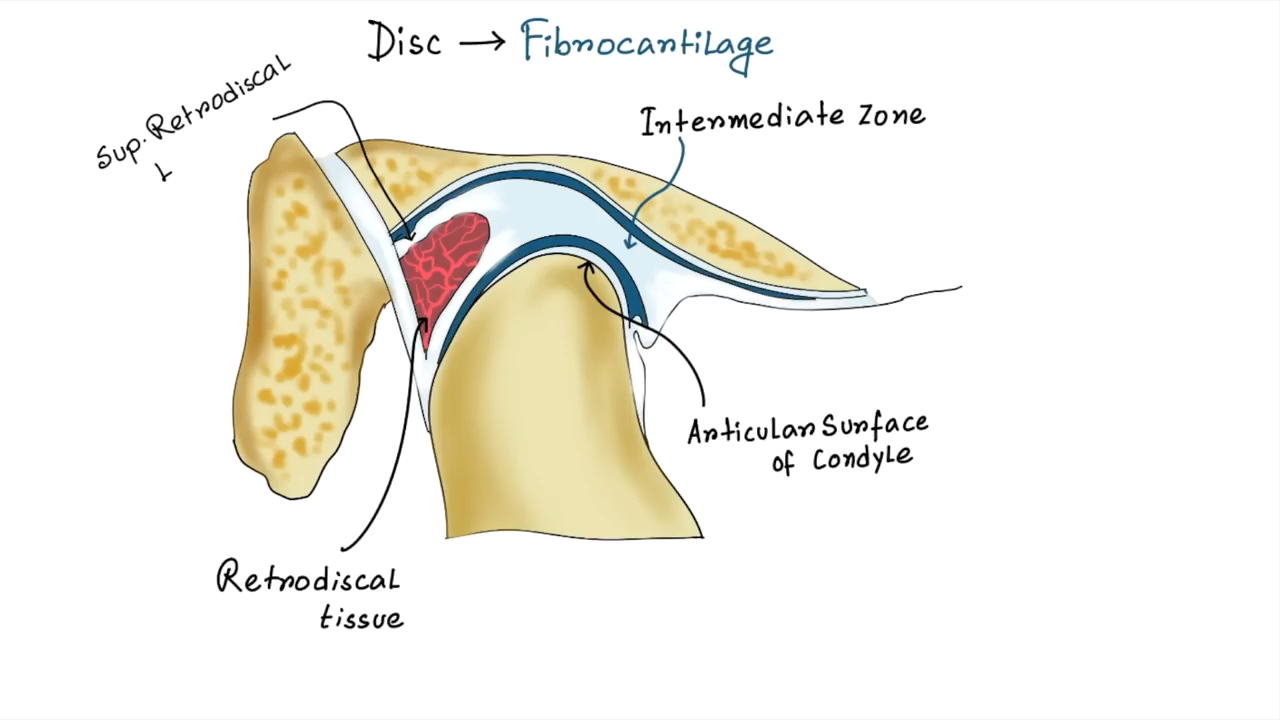 Disc → Fibrocartilage
Sup. Retrodiscal
L
Intermediate Zone
Articular Surface
of Condyle
Retrodiscal
tissue